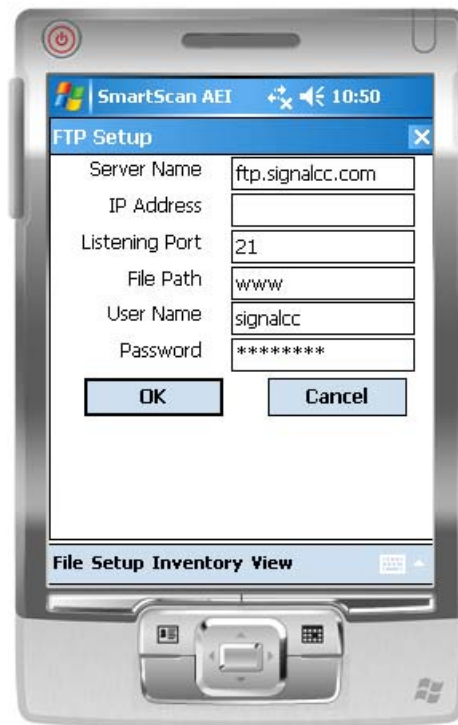 SmartScan AEI 10:50
FTP Setup
Server Name ftp.signalcc.com
IP Address
Listening Port 21
File Path www
User Name signalcc
Password ********
OK Cancel
File Setup Inventory View